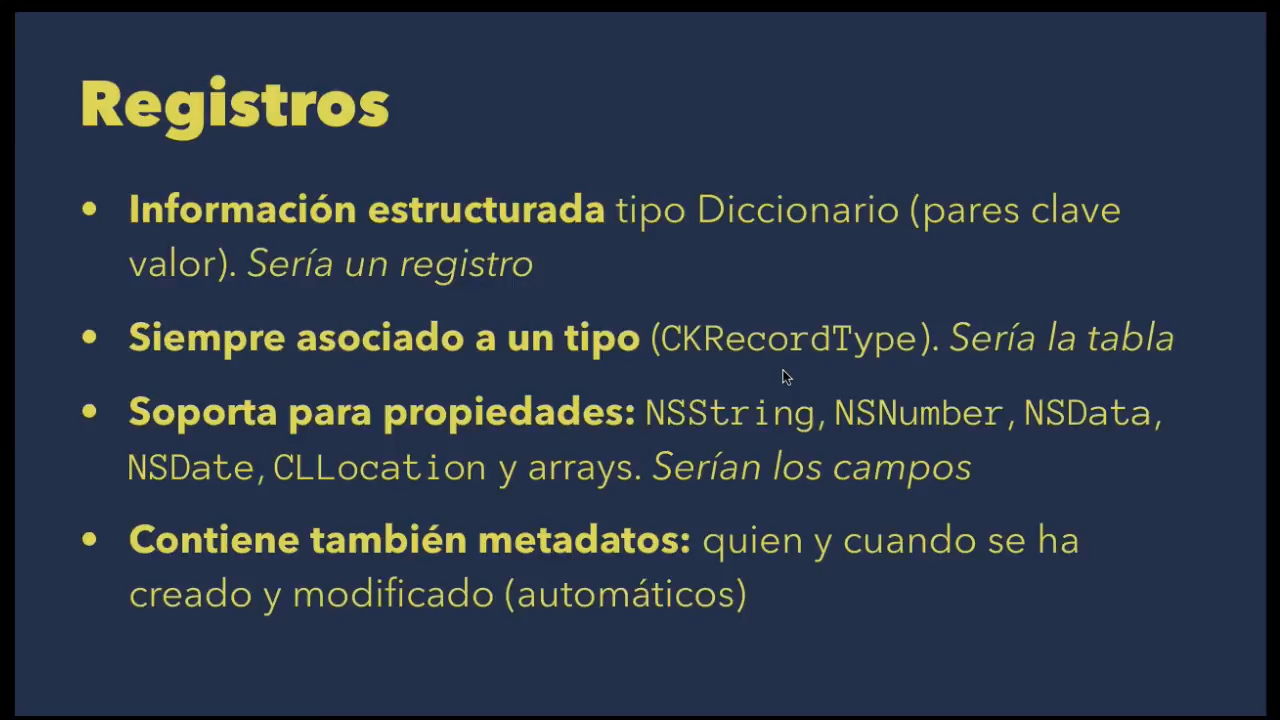 Registros
• Información estructurada tipo Diccionario (pares clave
valor). Sería un registro
• Siempre asociado a un tipo (CKRecordType). Sería la tabla
• Soporta para propiedades: NSString, NSNumber, NSData,
NSDate, CLLocation y arrays. Serían los campos
• Contiene también metadatos: quien y cuando se ha
creado y modificado (automáticos)